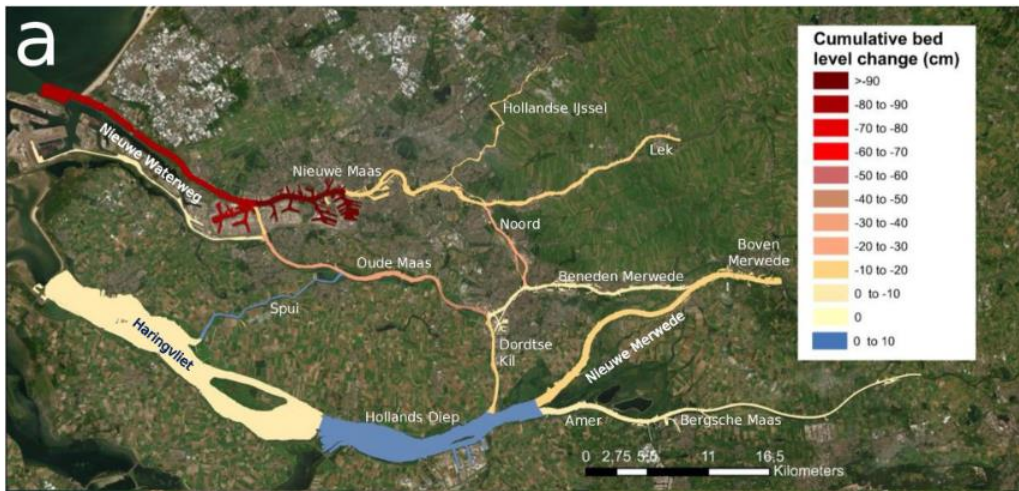 a
Cumulative bed
level change (cm)
>-90
-80 to -90
-70 to -80
-60 to -70
-50 to -60
-40 to -50
-30 to -40
-20 to -30
-10 to -20
0 to -10
0
0 to 10
Hollandse IJssel
Lek
Nieuwe Waterweg
Nieuwe Maas
Noord
Boven
Merwede
Oude Maas
Beneden Merwede
Spui
Haringvliet
Dordtse
Kil
Nieuwe Merwede
Hollands Diep
Amer
Bergsche Maas
0 2,75 5,5 11 16,5
Kilometers